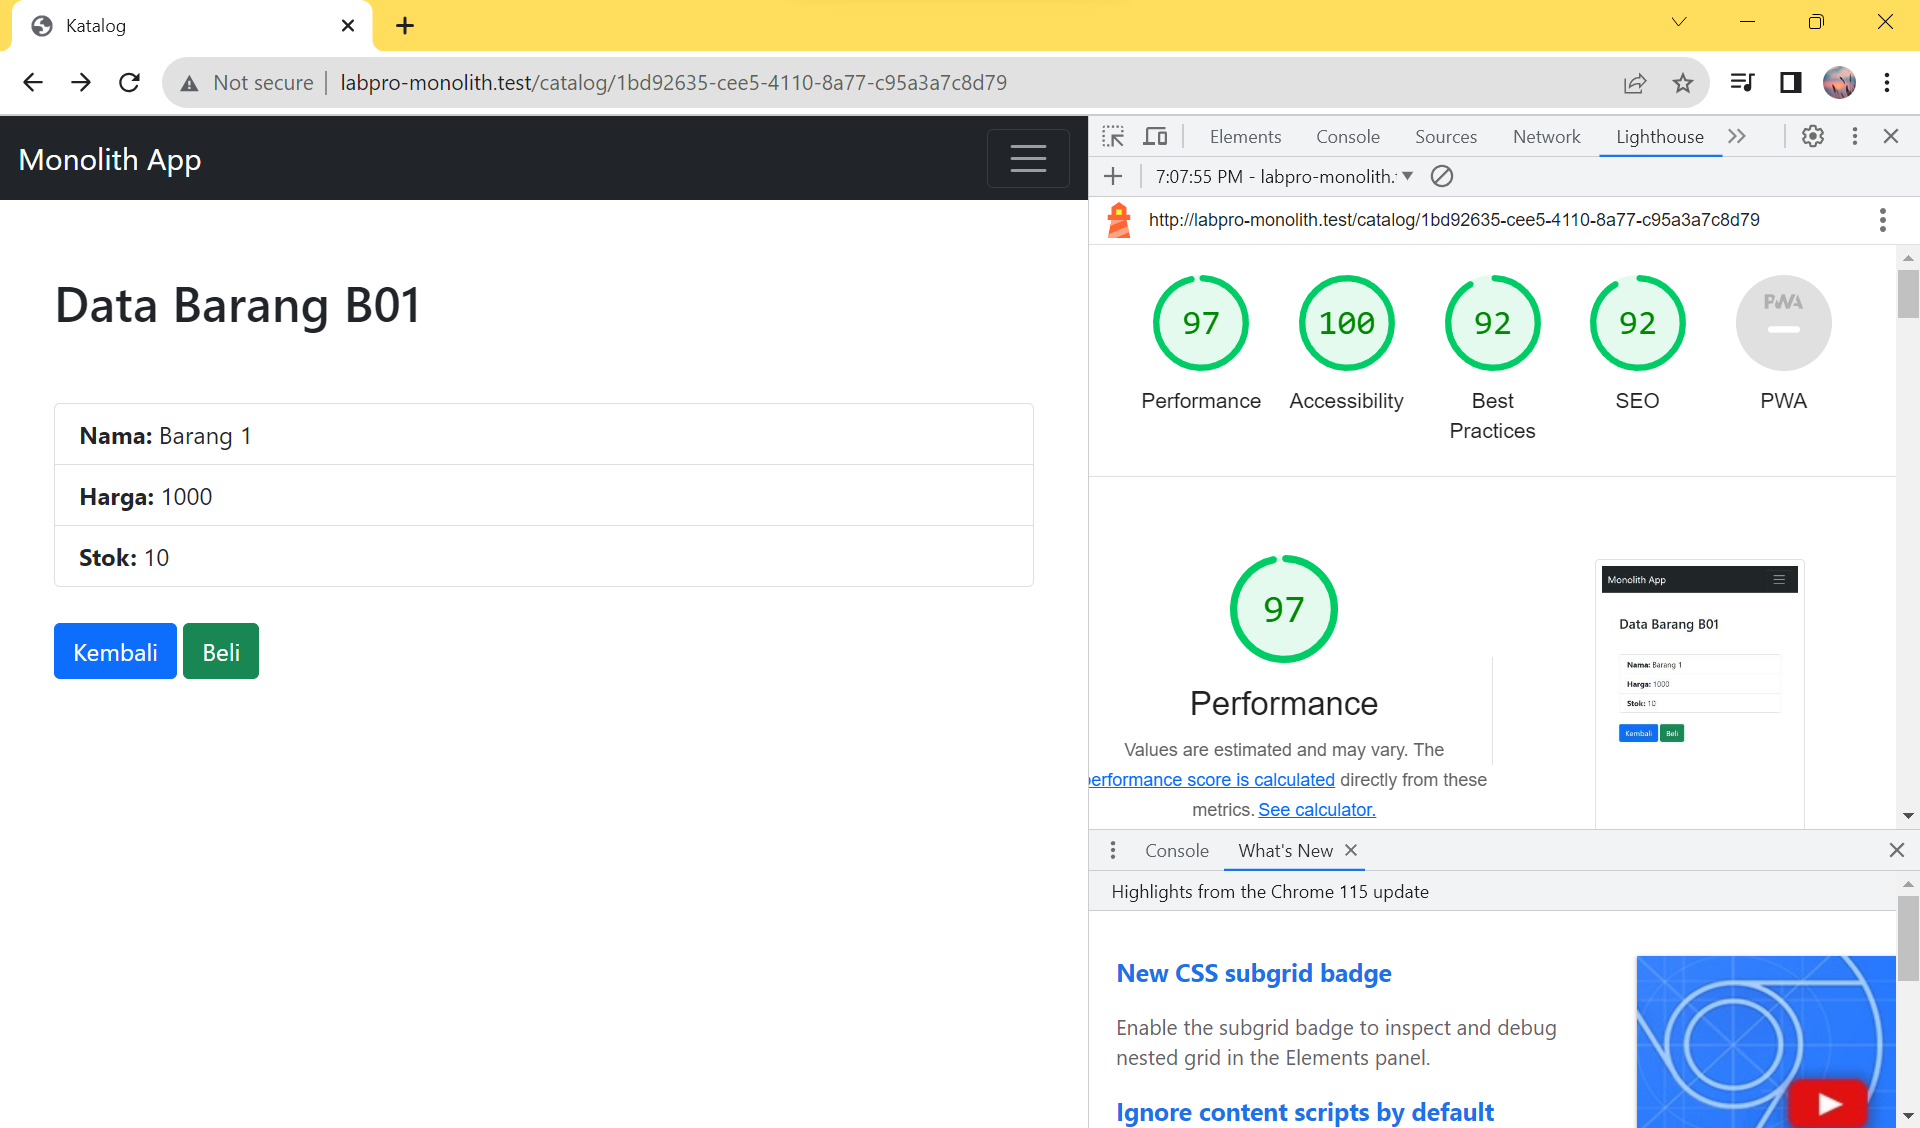 Katalog
Not secure
labpro-monolith.test/catalog/1bd92635-cee5-4110-8a77-c95a3a7c8d79
Monolith App
Data Barang B01
Nama: Barang 1
Harga: 1000
Stok: 10
Kembali Beli
Elements Console Sources Network Lighthouse
7:07:55 PM - labpro-monolith.
http://labpro-monolith.test/catalog/1bd92635-cee5-4110-8a77-c95a3a7c8d79
97 100 92 92 PWA
Performance Accessibility Best Practices SEO PWA
97
Performance
Values are estimated and may vary. The
performance score is calculated directly from these
metrics. See calculator.
Monolith App
Data Barang B01
Nama: Barang 1
Harga: 1000
Stok: 10
Kembali Beli
Console What's New
Highlights from the Chrome 115 update
New CSS subgrid badge
Enable the subgrid badge to inspect and debug
nested grid in the Elements panel.
Ignore content scripts by default